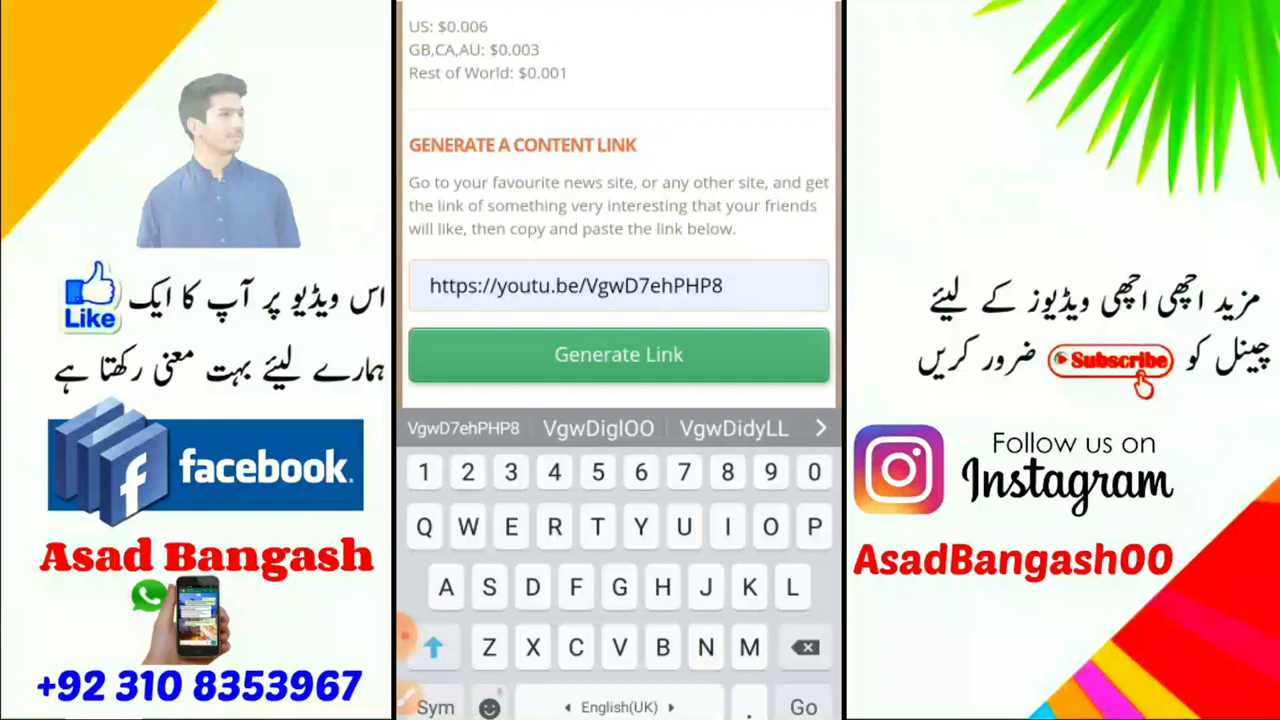 اس ویڈیو پر آپ کا ایک
Like
ہمارے لیئے بہت معنی رکھتا ہے
f facebook.
Asad Bangash
+92 310 8353967
US: $0.006
GB,CA,AU: $0.003
Rest of World: $0.001
GENERATE A CONTENT LINK
Go to your favourite news site, or any other site, and get
the link of something very interesting that your friends
will like, then copy and paste the link below.
https://youtu.be/VgwD7ehPHP8
Generate Link
VgwD7ehPHP8 VgwDiglOO VgwDidyLL
1 2 3 4 5 6 7 8 9 0
Q W E R T Y U I O P
A S D F G H J K L
Z X C V B N M
Sym English(UK) . Go
مزید اچھی اچھی ویڈیوز کے لیئے
چینل کو Subscribe ضرور کریں
Follow us on
Instagram
AsadBangash00